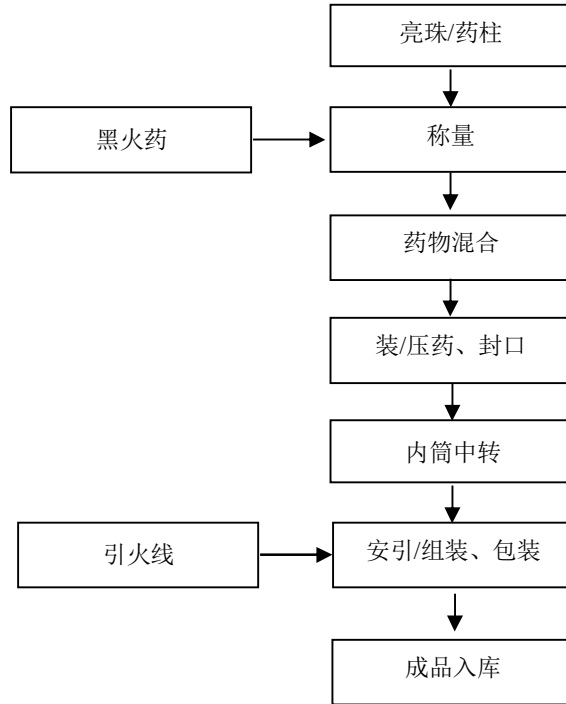 亮珠/药柱
黑火药
称量
药物混合
装/压药、封口
内筒中转
引火线
安引/组装、包装
成品入库